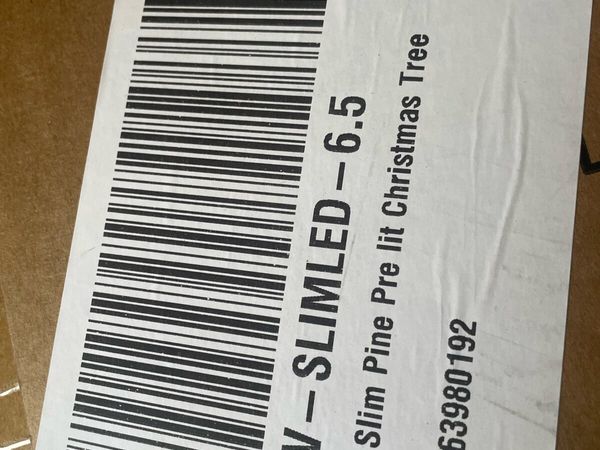 V-SLIMLED-6.5
Slim Pine Pre lit Christmas Tree
63980192